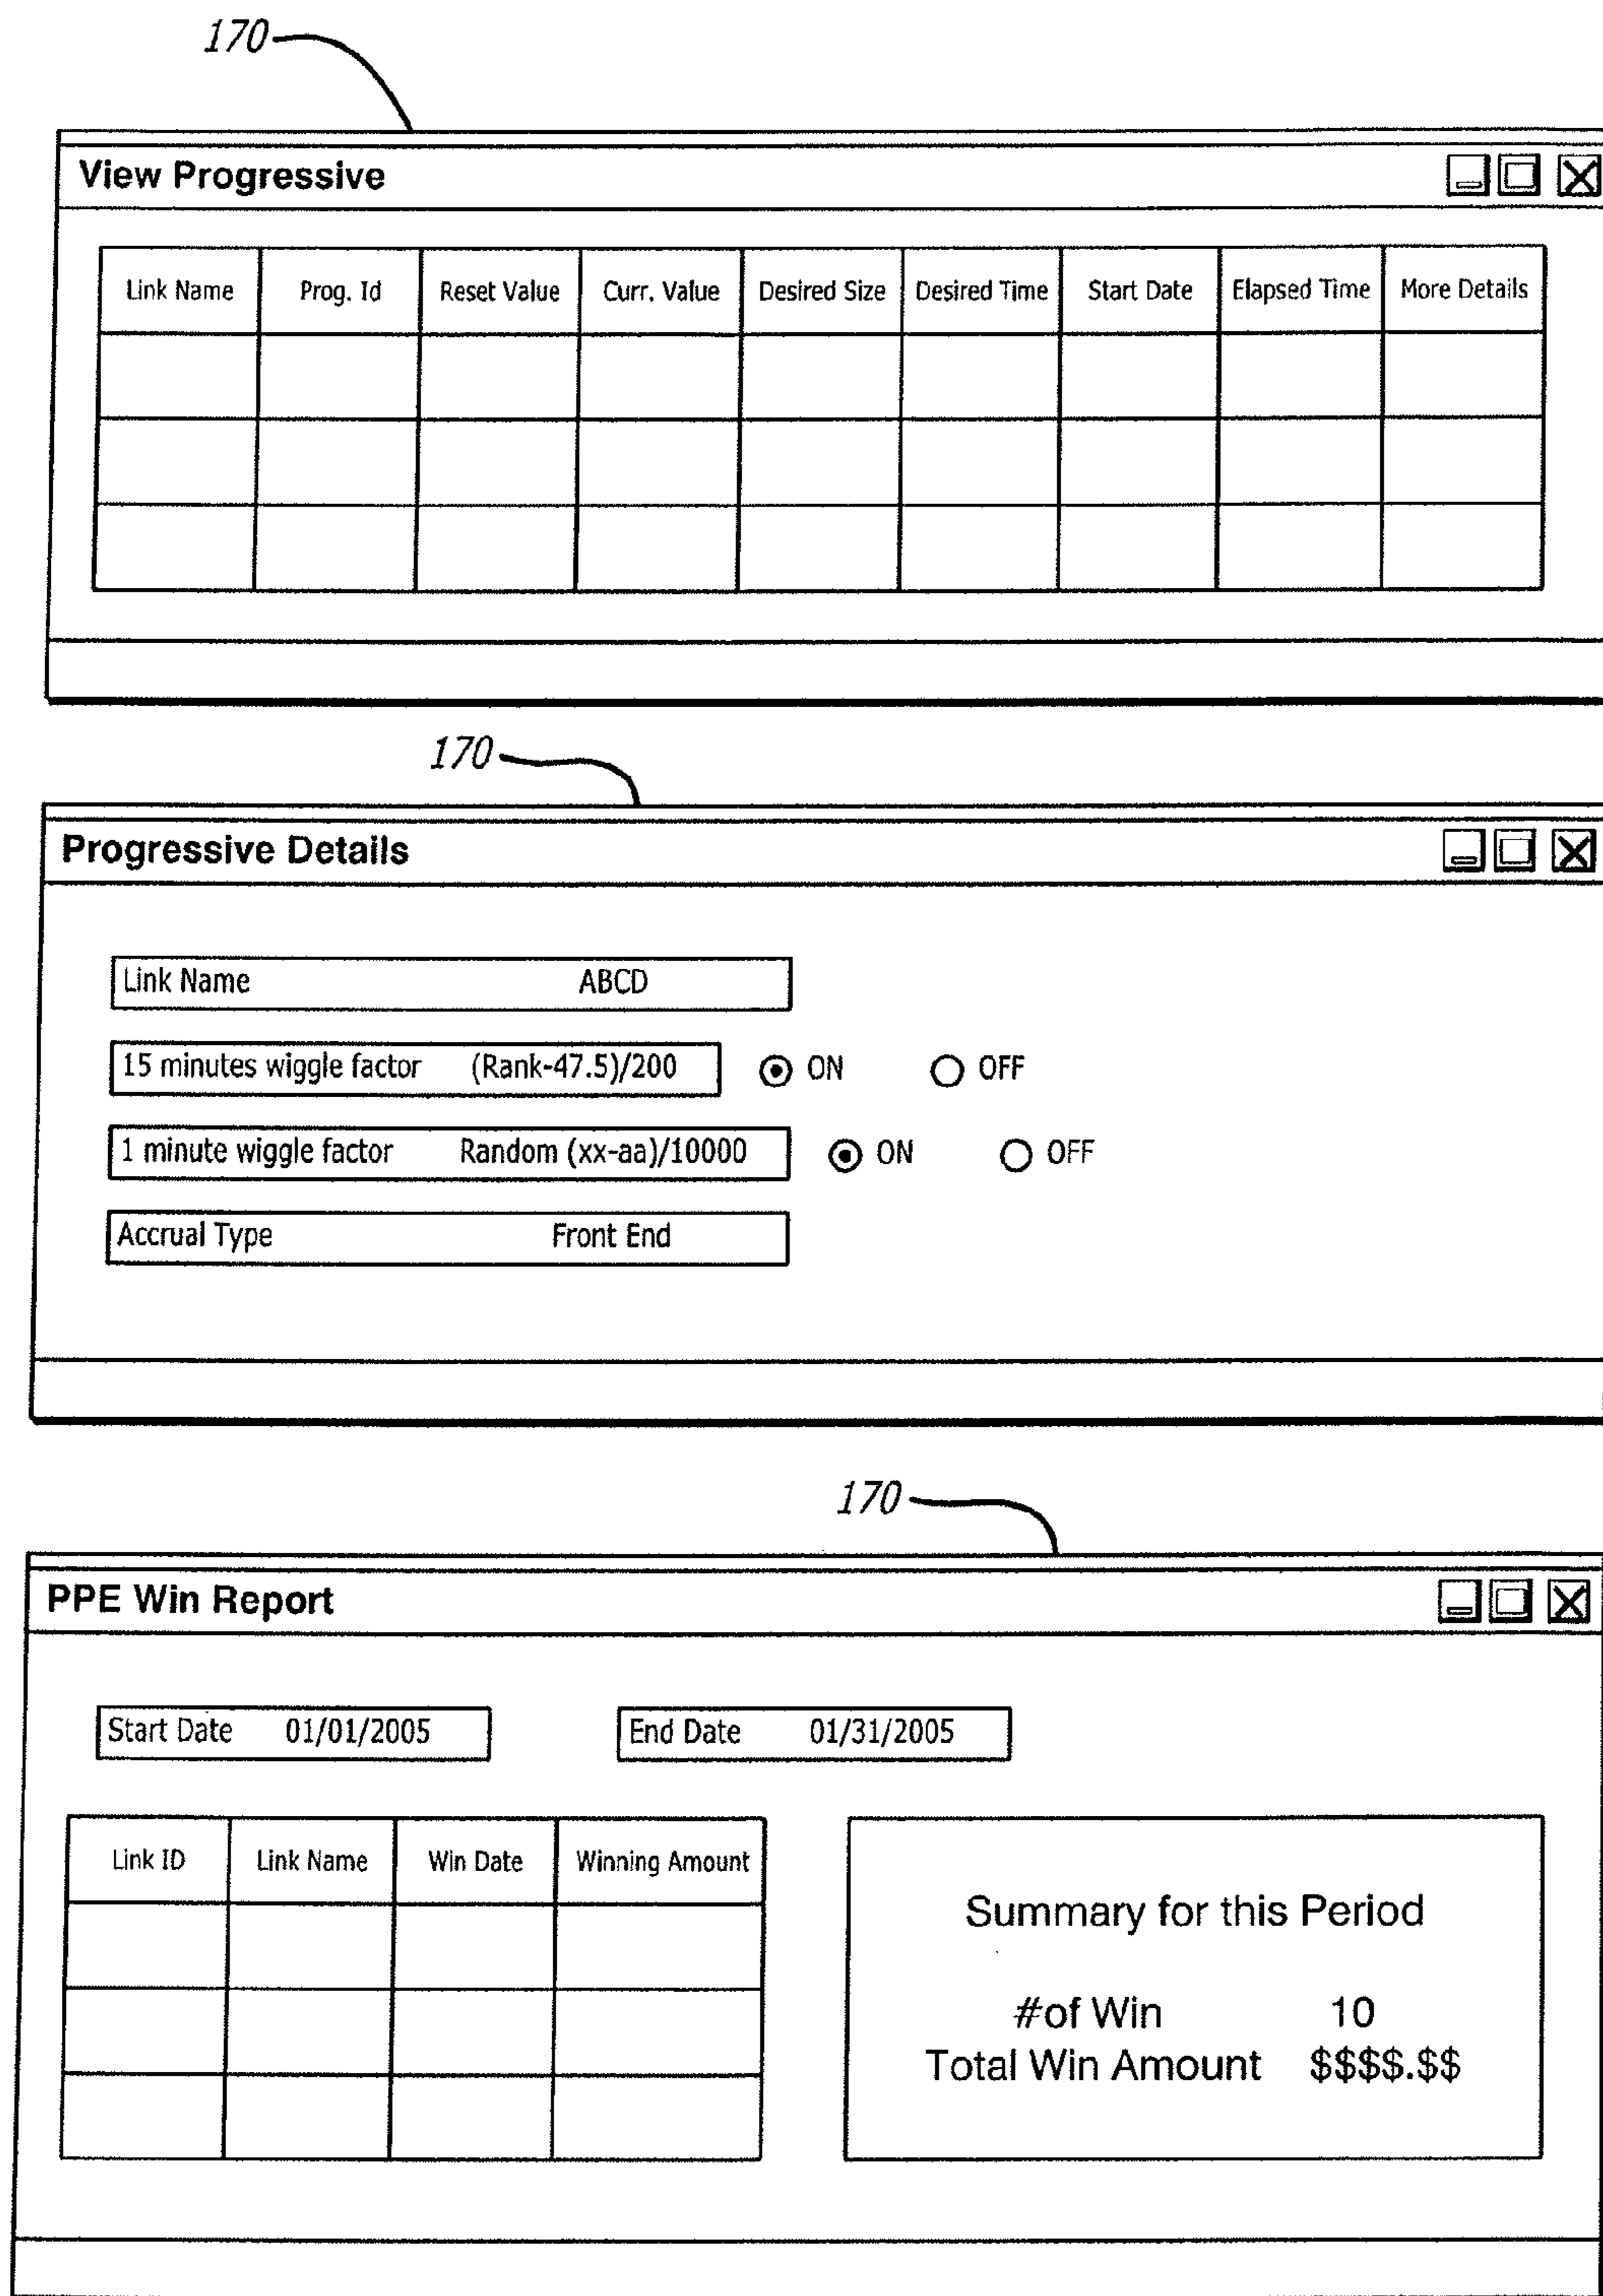 170
View Progressive
Link Name Prog. Id Reset Value Curr. Value Desired Size Desired Time Start Date Elapsed Time More Details
170
Progressive Details
Link Name ABCD
15 minutes wiggle factor (Rank-47.5)/200 ON OFF
1 minute wiggle factor Random (xx-aa)/10000 ON OFF
Accrual Type Front End
170
PPE Win Report
Start Date 01/01/2005 End Date 01/31/2005
Link ID Link Name Win Date Winning Amount
Summary for this Period
#of Win 10
Total Win Amount $$$$.$$